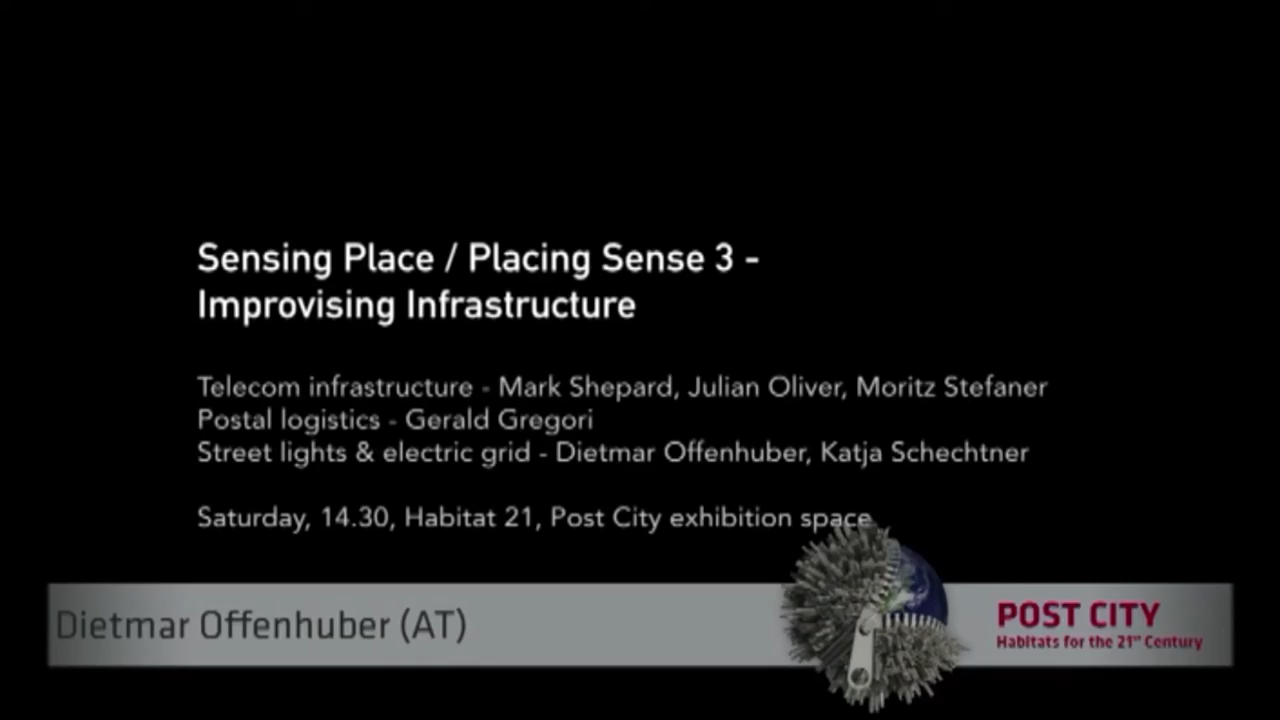 Sensing Place / Placing Sense 3 -
Improvising Infrastructure
Telecom infrastructure - Mark Shepard, Julian Oliver, Moritz Stefaner
Postal logistics - Gerald Gregori
Street lights & electric grid - Dietmar Offenhuber, Katja Schechtner
Saturday, 14.30, Habitat 21, Post City exhibition space
Dietmar Offenhuber (AT)
POST CITY
Habitats for the 21st Century